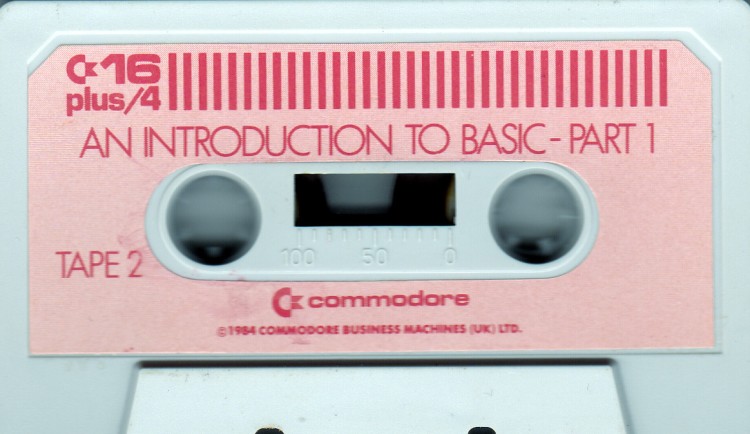 C16
plus/4
AN INTRODUCTION TO BASIC - PART 1
TAPE 2
100 50 0
commodore
©1984 COMMODORE BUSINESS MACHINES (UK) LTD.